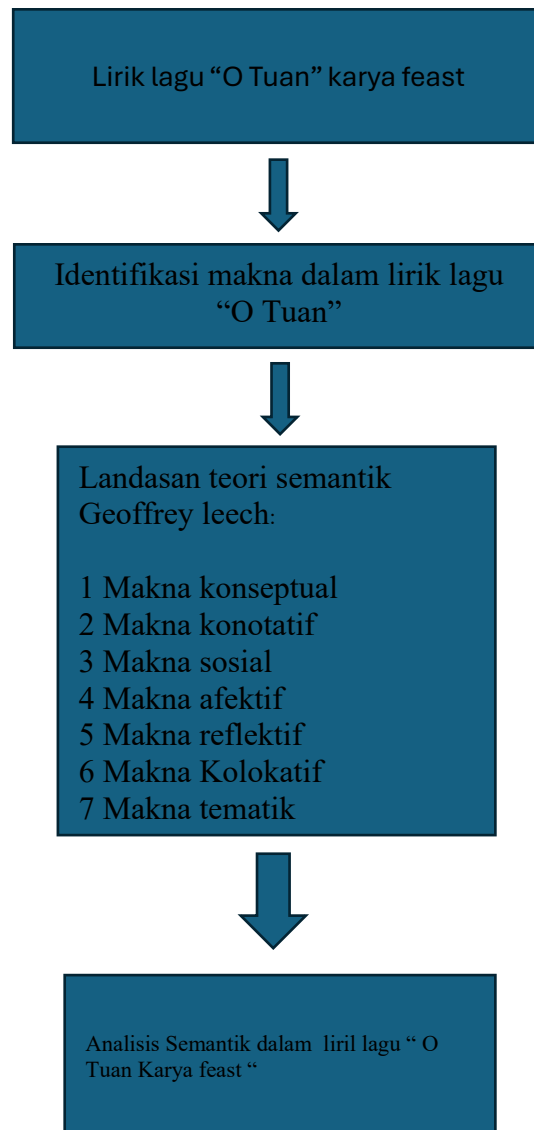 Lirik lagu “O Tuan” karya feast
Identifikasi makna dalam lirik lagu
“O Tuan”
Landasan teori semantik
Geoffrey leech:
1 Makna konseptual
2 Makna konotatif
3 Makna sosial
4 Makna afektif
5 Makna reflektif
6 Makna Kolokatif
7 Makna tematik
Analisis Semantik dalam liril lagu “ O
Tuan Karya feast “